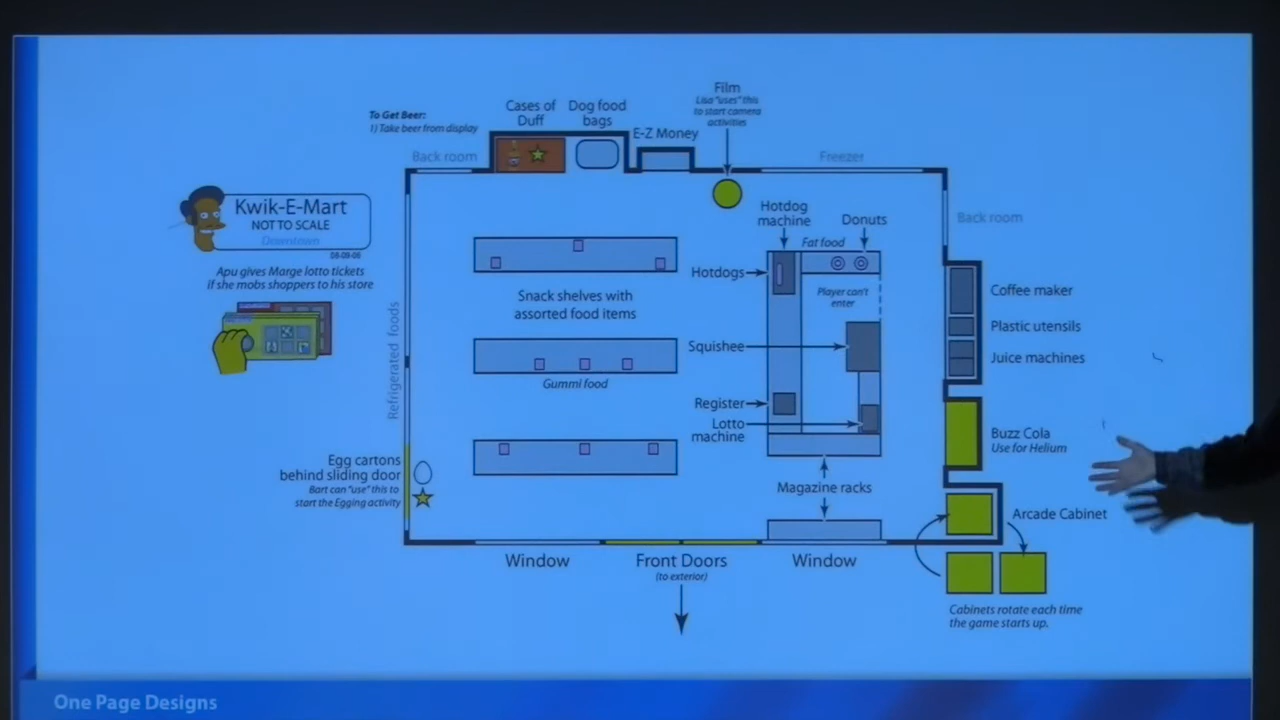 Film
Lisa "uses" this
to start camera
activities
To Get Beer:
1) Take beer from display
Cases of
Duff
Dog food
bags
E-Z Money
Back room
Freezer
Kwik-E-Mart
NOT TO SCALE
Downtown
08-09-06
Apu gives Marge lotto tickets
if she mobs shoppers to his store
Hotdog
machine
Donuts
Fat food
Back room
Hotdogs
Player can't
enter
Snack shelves with
assorted food items
Coffee maker
Plastic utensils
Juice machines
Squishee
Refrigerated foods
Gummi food
Register
Lotto
machine
Buzz Cola
Use for Helium
Egg cartons
behind sliding door
Bart can "use" this to
start the Egging activity
Magazine racks
Arcade Cabinet
Window
Front Doors
(to exterior)
Window
Cabinets rotate each time
the game starts up.
One Page Designs